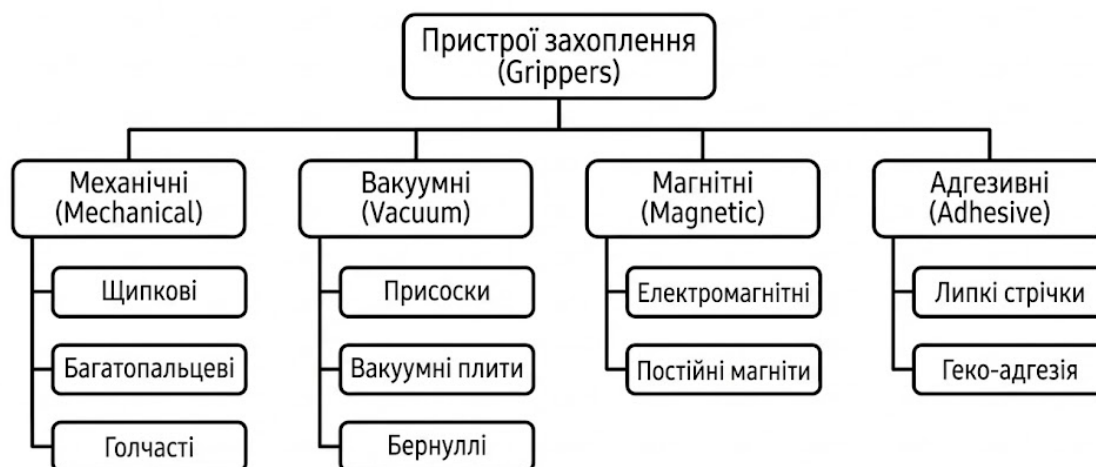 Пристрої захоплення
(Grippers)
Механічні
(Mechanical)
Щипкові
Багатопальцеві
Голчасті
Вакуумні
(Vacuum)
Присоски
Вакуумні плити
Бернуллі
Магнітні
(Magnetic)
Електромагнітні
Постійні магніти
Адгезивні
(Adhesive)
Липкі стрічки
Геко-адгезія